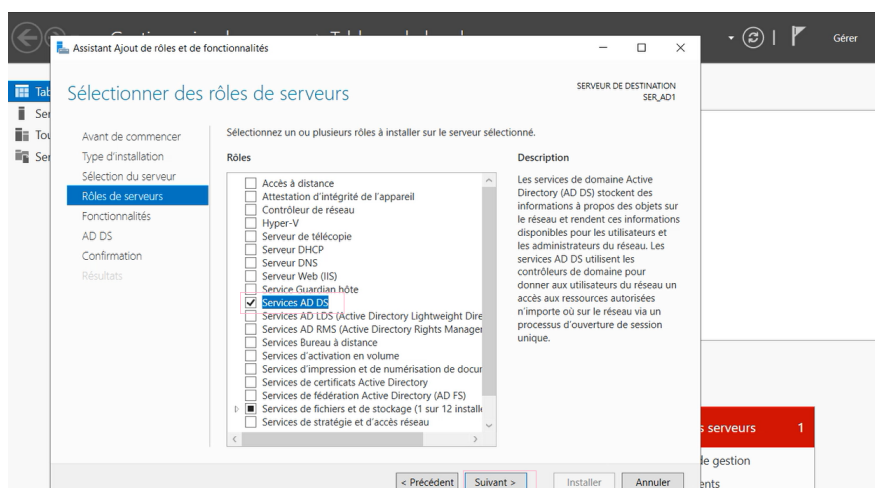 Gérer
Assistant Ajout de rôles et de fonctionnalités
Sélectionner des rôles de serveurs
SERVEUR DE DESTINATION
SER_AD1
Tab
Ser
Tou
Ser
Avant de commencer
Type d'installation
Sélection du serveur
Rôles de serveurs
Fonctionnalités
AD DS
Confirmation
Résultats
Sélectionnez un ou plusieurs rôles à installer sur le serveur sélectionné.
Rôles
Accès à distance
Attestation d'intégrité de l'appareil
Contrôleur de réseau
Hyper-V
Serveur de télécopie
Serveur DHCP
Serveur DNS
Serveur Web (IIS)
Service Guardian hôte
Services AD DS
Services AD LDS (Active Directory Lightweight Dire
Services AD RMS (Active Directory Rights Manager
Services Bureau à distance
Services d'activation en volume
Services d'impression et de numérisation de docur
Services de certificats Active Directory
Services de fédération Active Directory (AD FS)
Services de fichiers et de stockage (1 sur 12 installe
Services de stratégie et d'accès réseau
Description
Les services de domaine Active
Directory (AD DS) stockent des
informations à propos des objets sur
le réseau et rendent ces informations
disponibles pour les utilisateurs et
les administrateurs du réseau. Les
services AD DS utilisent les
contrôleurs de domaine pour
donner aux utilisateurs du réseau un
accès aux ressources autorisées
n'importe où sur le réseau via un
processus d'ouverture de session
unique.
s serveurs 1
de gestion
ents
< Précédent
Suivant >
Installer
Annuler